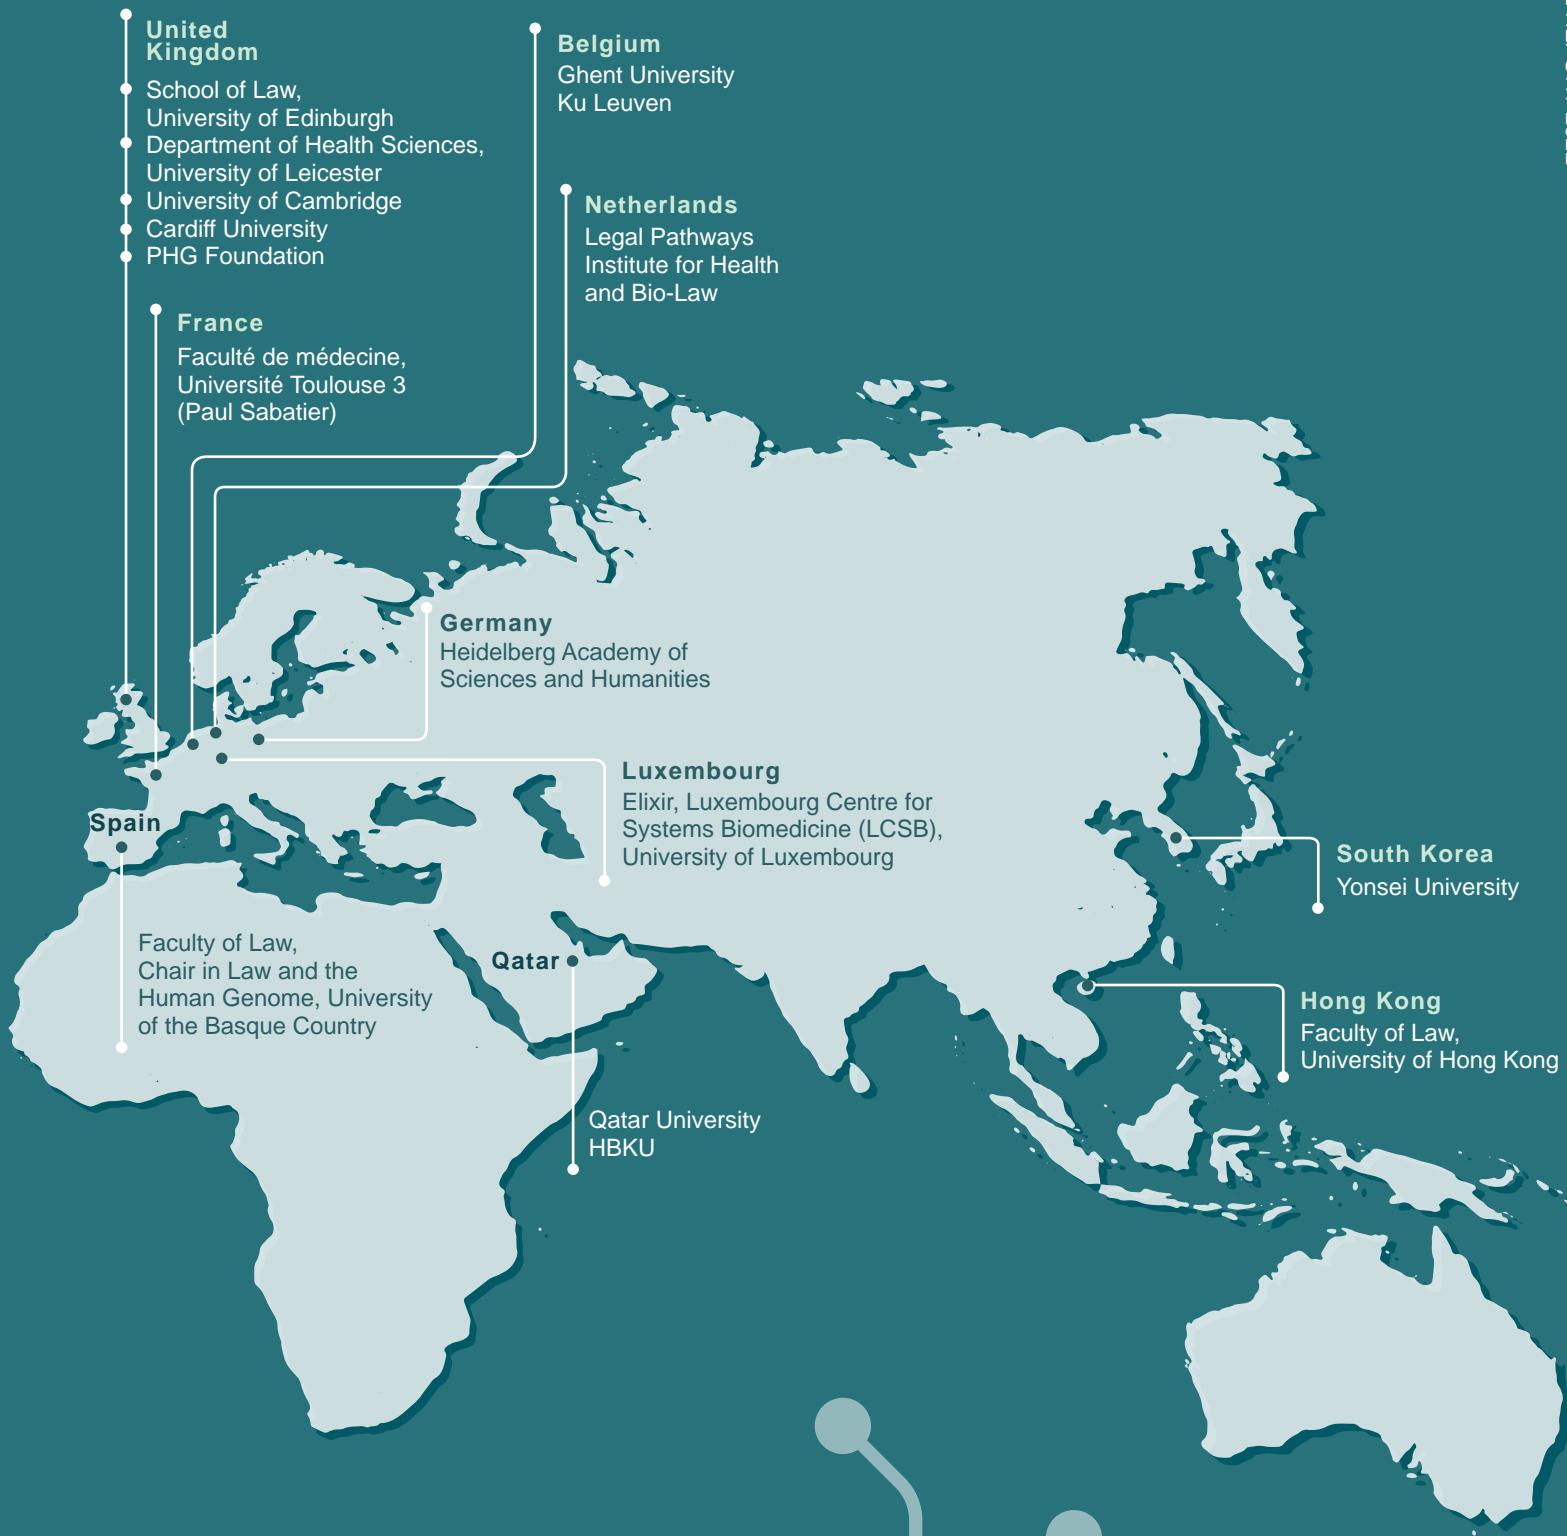 United
Kingdom
School of Law,
University of Edinburgh
Department of Health Sciences,
University of Leicester
University of Cambridge
Cardiff University
PHG Foundation
Belgium
Ghent University
Ku Leuven
Netherlands
Legal Pathways
Institute for Health
and Bio-Law
France
Faculté de médecine,
Université Toulouse 3
(Paul Sabatier)
Germany
Heidelberg Academy of
Sciences and Humanities
Luxembourg
Elixir, Luxembourg Centre for
Systems Biomedicine (LCSB),
University of Luxembourg
Spain
Faculty of Law,
Chair in Law and the
Human Genome, University
of the Basque Country
Qatar
Qatar University
HBKU
South Korea
Yonsei University
Hong Kong
Faculty of Law,
University of Hong Kong